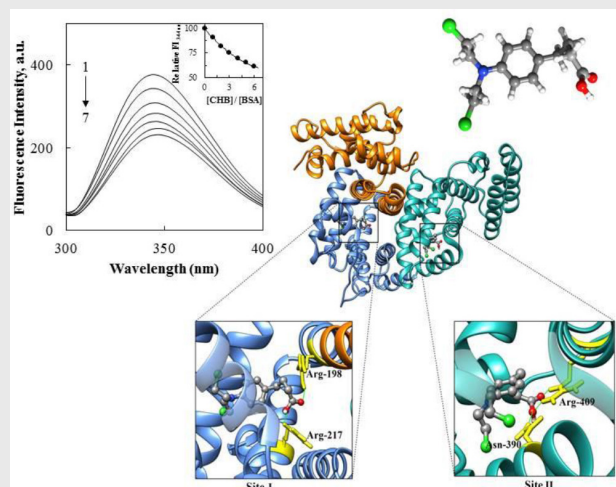 Fluorescence Intensity, a.u.
400
200
0
300
350
400
Wavelength (nm)
1
7
Relative FI
100
75
50
0
3
6
[CHB]/[BSA]
Arg-198
Arg-217
Site I
Arg-409
sn-390
Site II